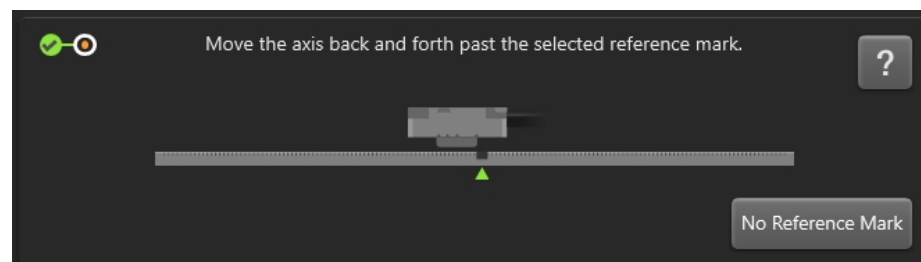 Move the axis back and forth past the selected reference mark.
?
No Reference Mark